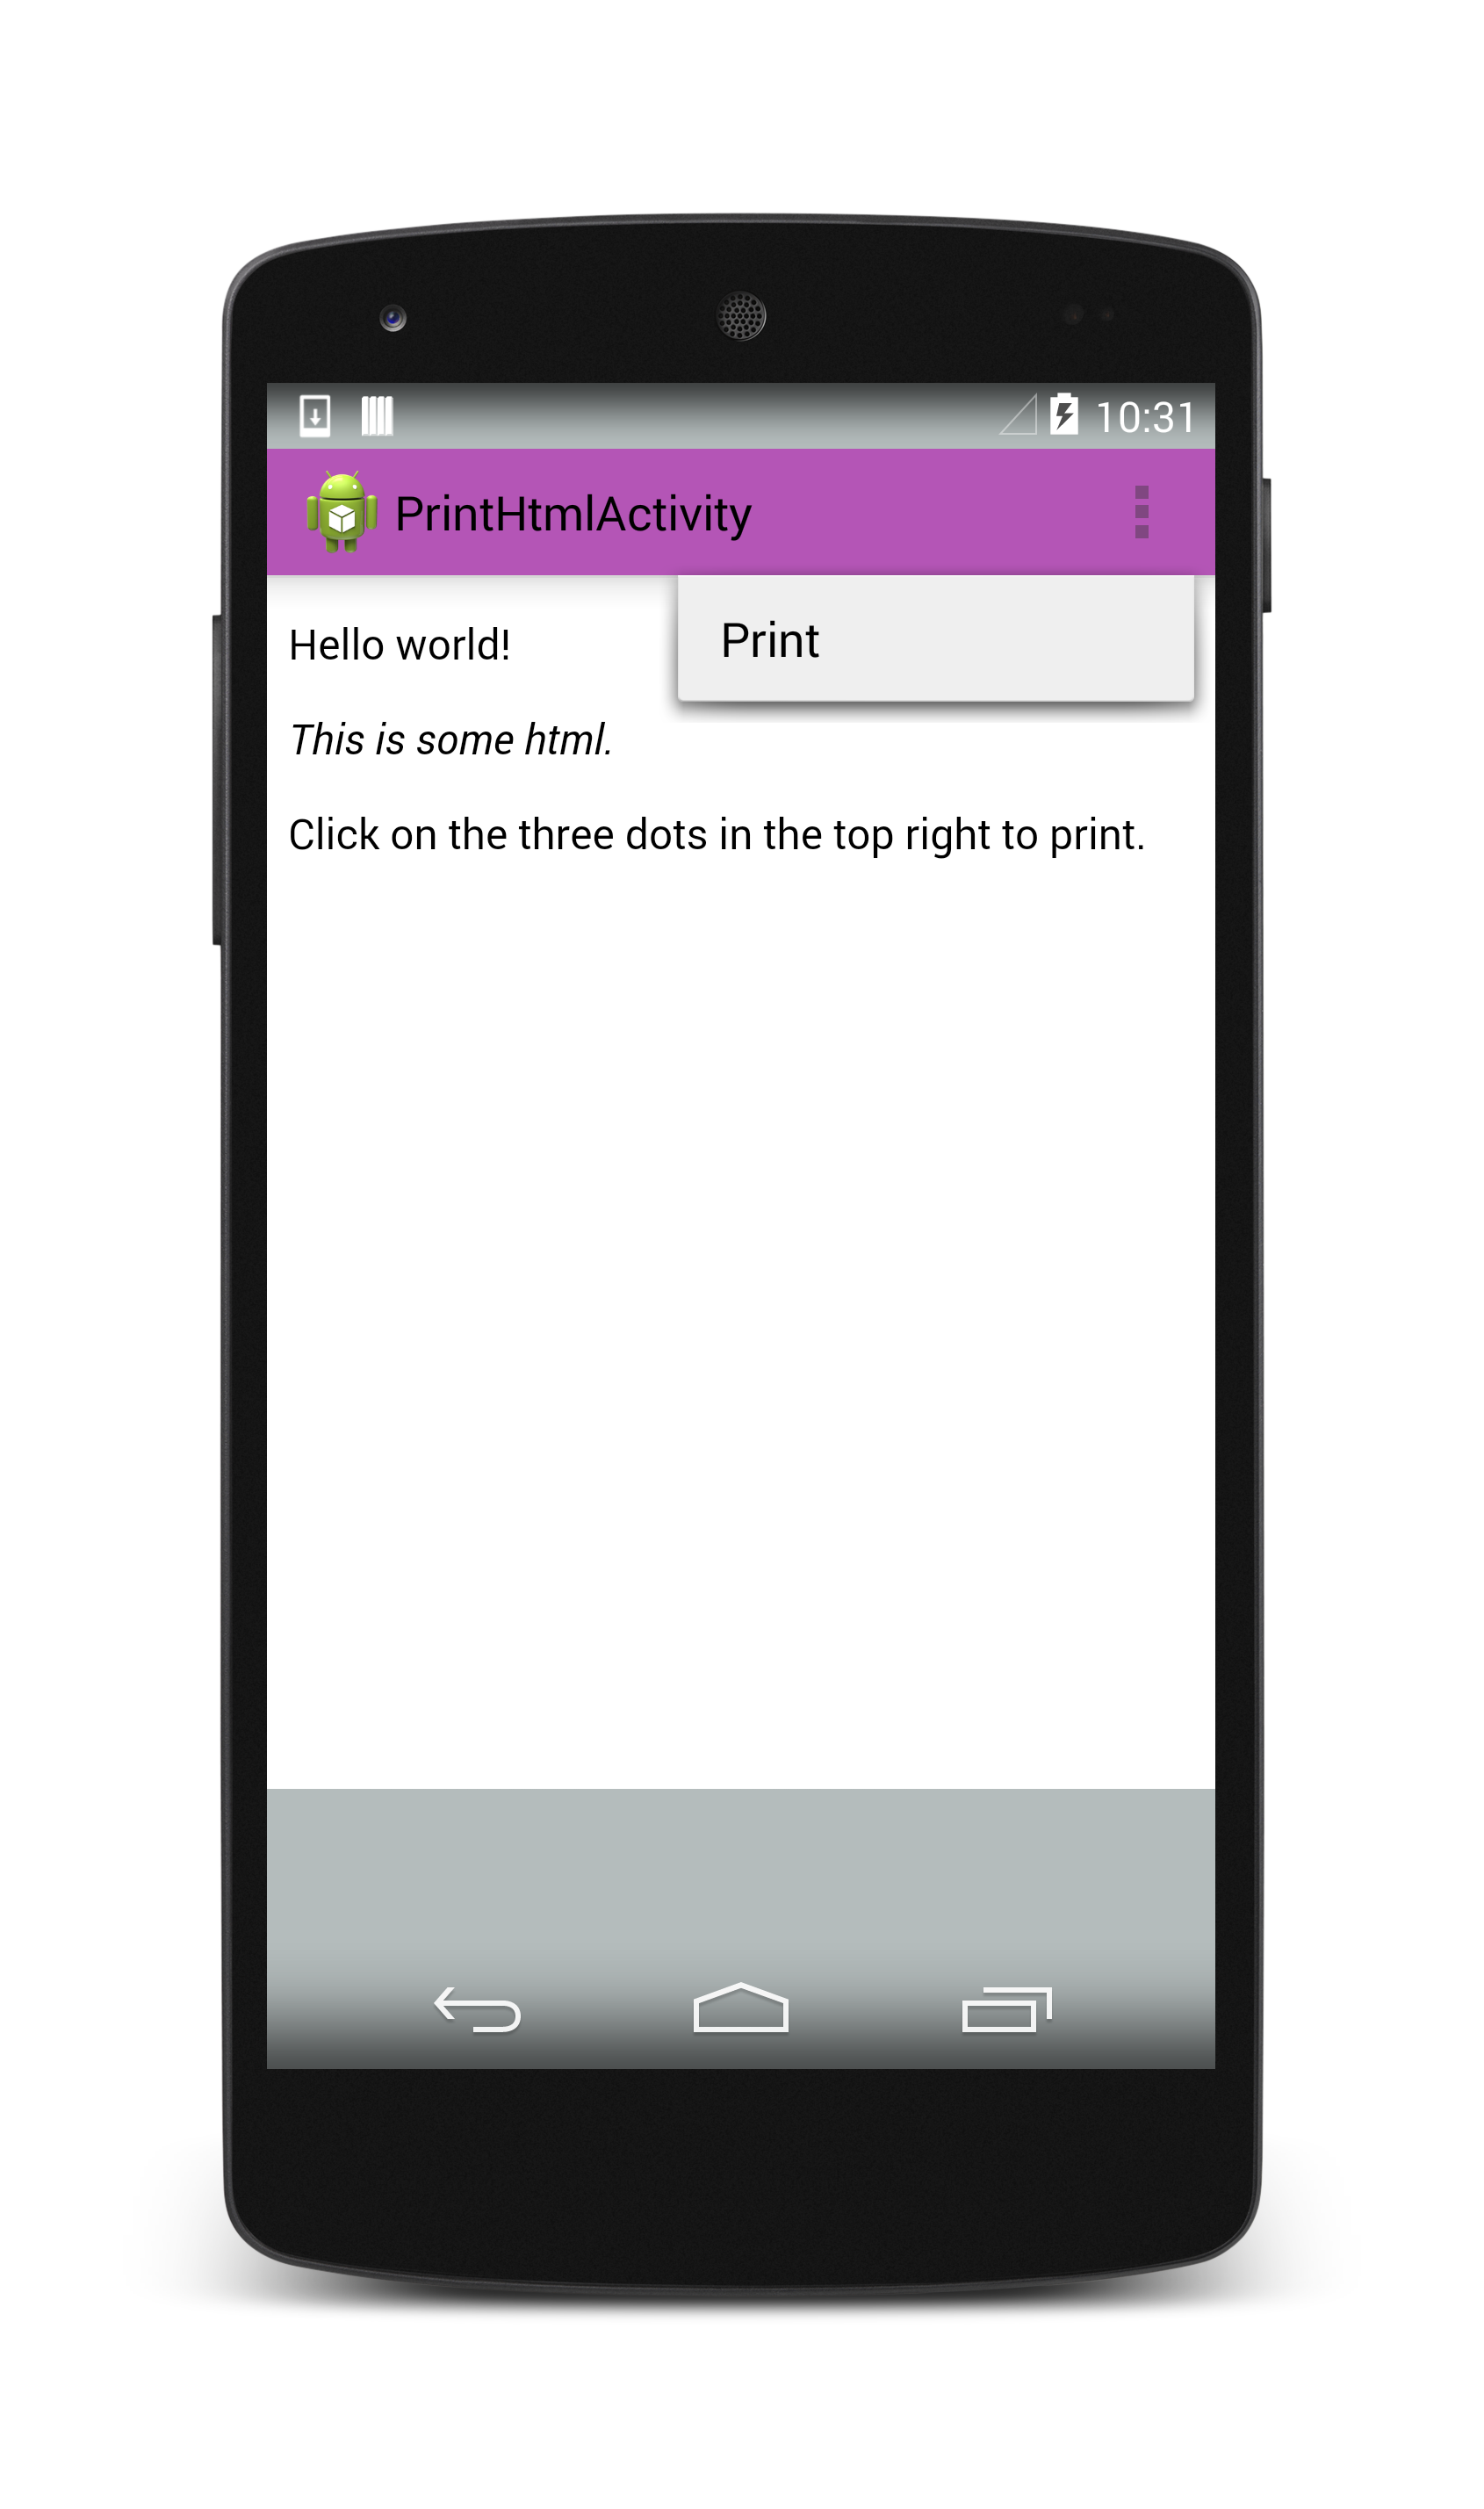 10:31
PrintHtmlActivity
Print
Hello world!
This is some html.
Click on the three dots in the top right to print.